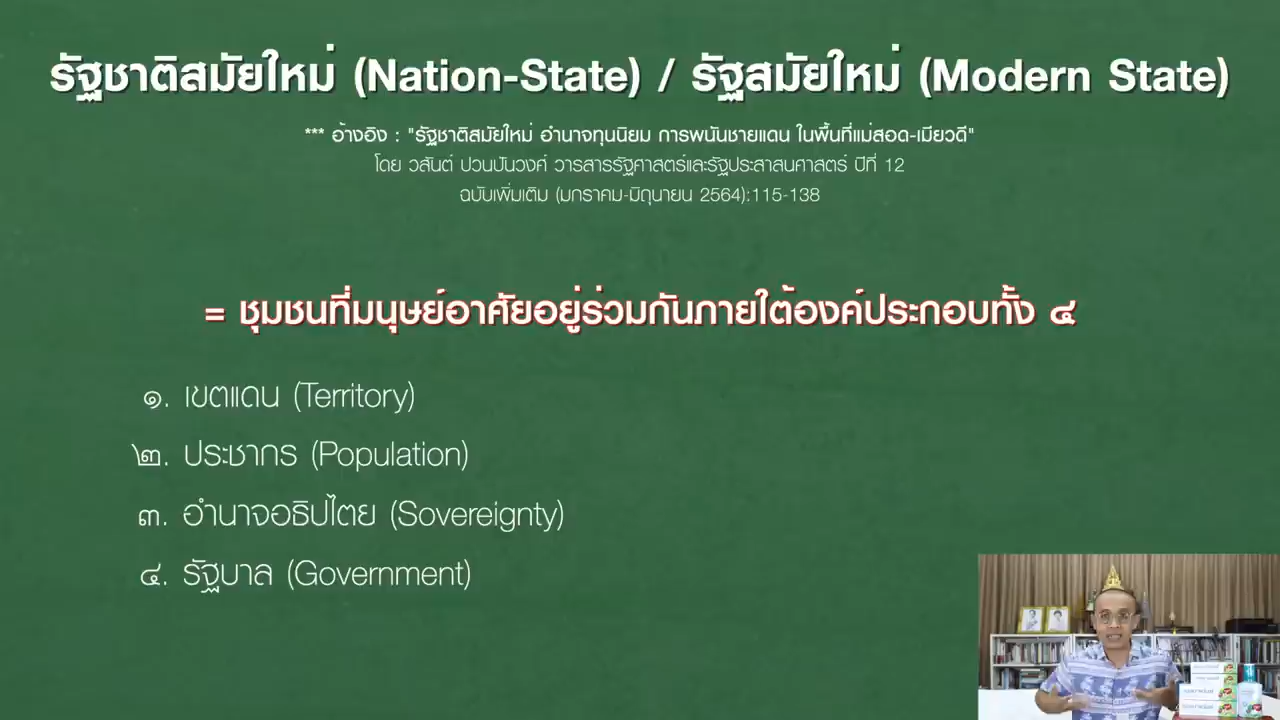 รัฐชาติสมัยใหม่ (Nation-State) / รัฐสมัยใหม่ (Modern State)
*** อ้างอิง : "รัฐชาติสมัยใหม่ อำนาจทุนนิยม การพนันชายแดน ในพื้นที่แม่สอด-เมียวดี"
โดย วสันต์ ปวนปันวงศ์ วารสารรัฐศาสตร์และรัฐประสาสนศาสตร์ ปีที่ 12
ฉบับเพิ่มเติม (มกราคม-มิถุนายน 2564):115-138
= ชุมชนที่มนุษย์อาศัยอยู่ร่วมกันภายใต้องค์ประกอบทั้ง ๔
๑. เขตแดน (Territory)
๒. ประชากร (Population)
๓. อำนาจอธิปไตย (Sovereignty)
๔. รัฐบาล (Government)